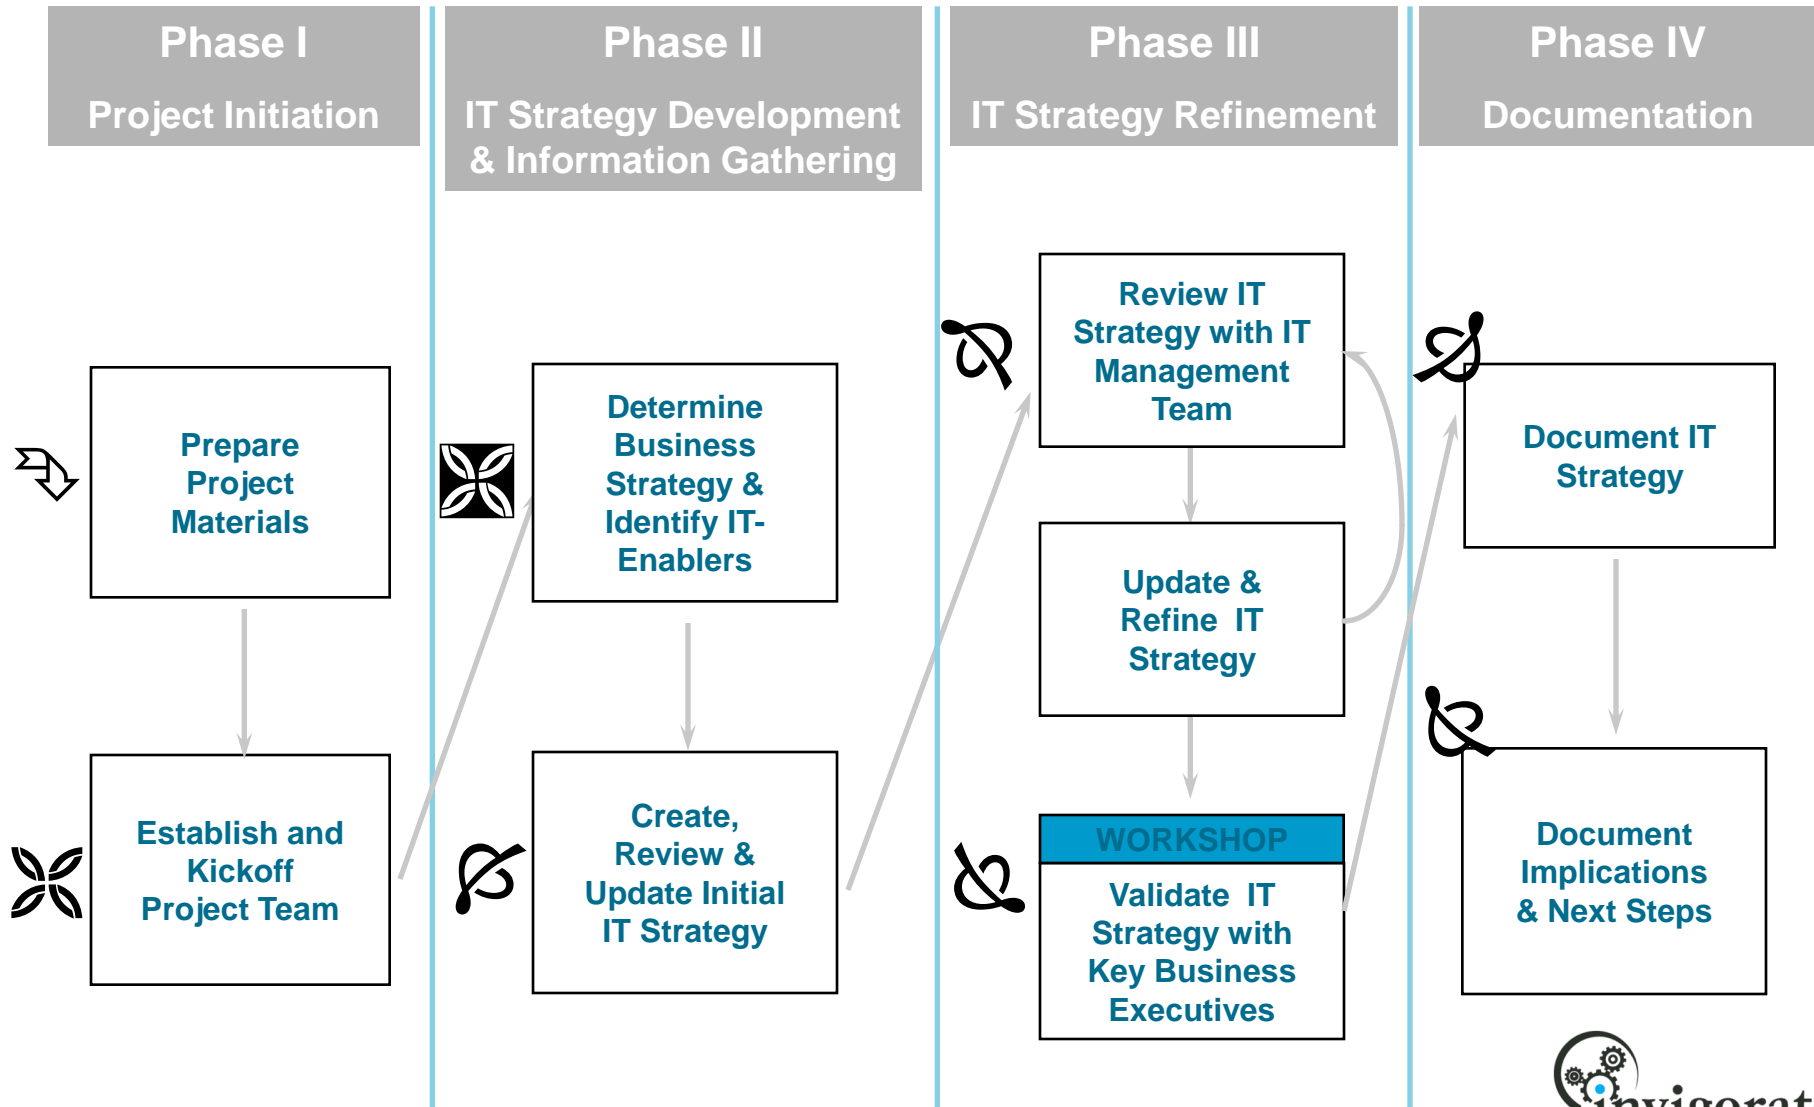 Phase I
Project Initiation
Phase II
IT Strategy Development
& Information Gathering
Phase III
IT Strategy Refinement
Phase IV
Documentation
Prepare
Project
Materials
Establish and
Kickoff
Project Team
Determine
Business
Strategy &
Identify IT-
Enablers
Create,
Review &
Update Initial
IT Strategy
Review IT
Strategy with IT
Management
Team
Update &
Refine IT
Strategy
WORKSHOP
Validate IT
Strategy with
Key Business
Executives
Document IT
Strategy
Document
Implications
& Next Steps